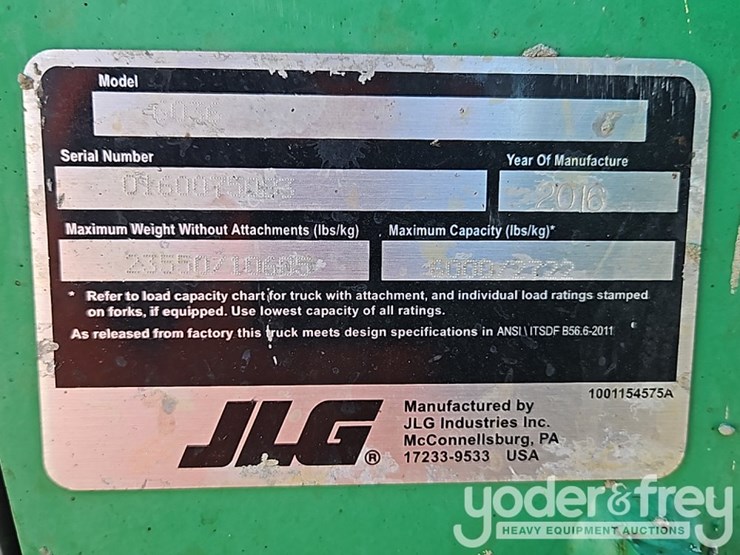 Model
Serial Number
Year Of Manufacture
2016
Maximum Weight Without Attachments (lbs/kg)
Maximum Capacity (lbs/kg)*
* Refer to load capacity chart for truck with attachment, and individual load ratings stamped
on forks, if equipped. Use lowest capacity of all ratings.
As released from factory this truck meets design specifications in ANSI \ ITSDF B56.6-2011
1001154575A
JLG®
Manufactured by
JLG Industries Inc.
McConnellsburg, PA
17233-9533 USA
yoder&frey
HEAVY EQUIPMENT AUCTIONS